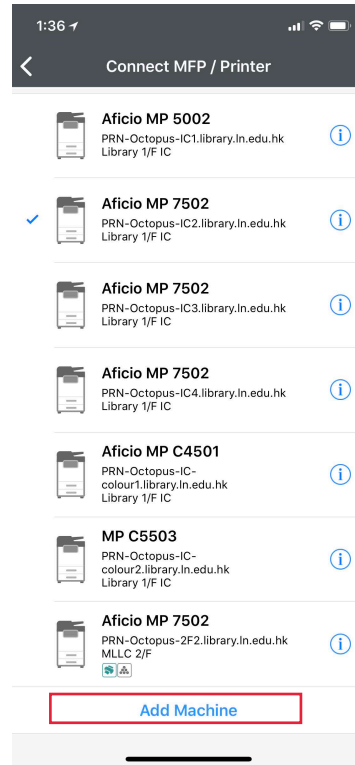 1:36
Connect MFP / Printer
Aficio MP 5002
PRN-Octopus-IC1.library.ln.edu.hk
Library 1/F IC
Aficio MP 7502
PRN-Octopus-IC2.library.ln.edu.hk
Library 1/F IC
Aficio MP 7502
PRN-Octopus-IC3.library.ln.edu.hk
Library 1/F IC
Aficio MP 7502
PRN-Octopus-IC4.library.ln.edu.hk
Library 1/F IC
Aficio MP C4501
PRN-Octopus-IC-
colour1.library.ln.edu.hk
Library 1/F IC
MP C5503
PRN-Octopus-IC-
colour2.library.ln.edu.hk
Library 1/F IC
Aficio MP 7502
PRN-Octopus-2F2.library.ln.edu.hk
MLLC 2/F
Add Machine